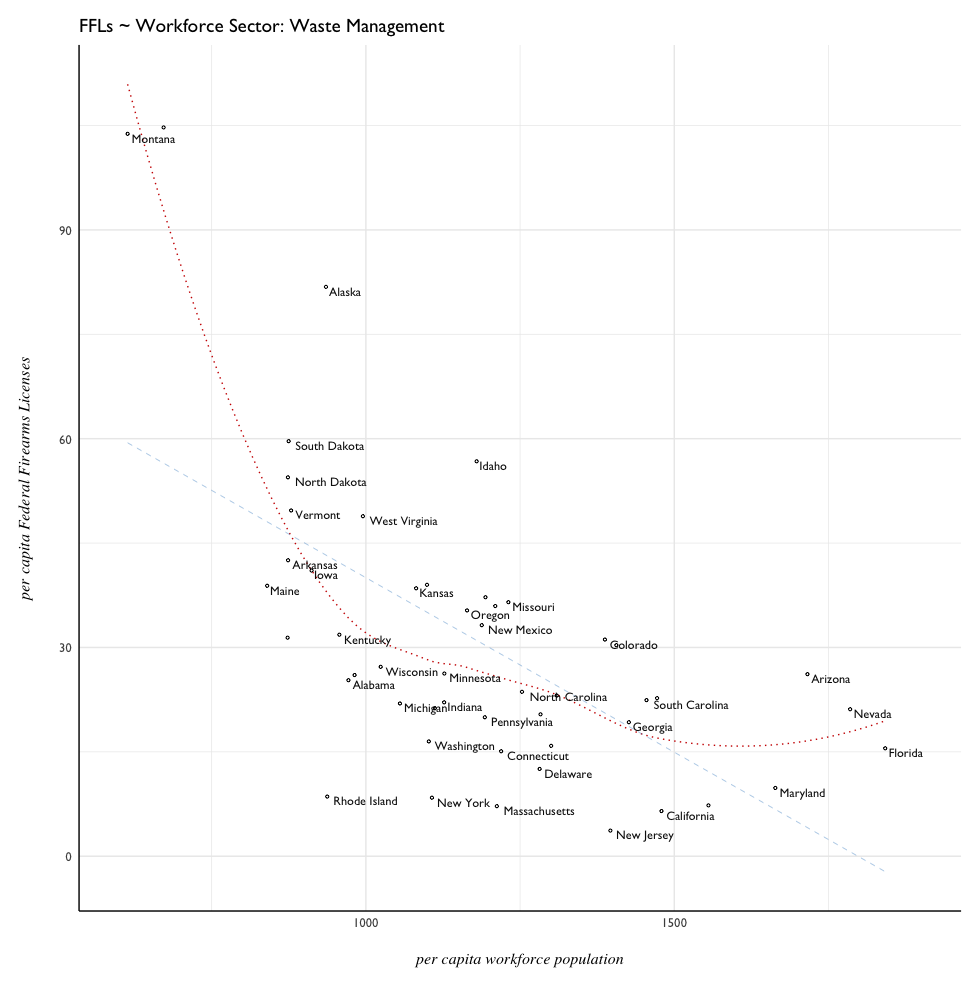 FFLs ~ Workforce Sector: Waste Management
per capita Federal Firearms Licenses
90
60
30
0
Montana
Alaska
South Dakota
Idaho
North Dakota
Vermont
West Virginia
Arkansas
Iowa
Maine
Kansas
Missouri
Oregon
New Mexico
Kentucky
Colorado
Wisconsin
Minnesota
Arizona
Alabama
North Carolina
South Carolina
Michigan
Indiana
Nevada
Pennsylvania
Georgia
Washington
Connecticut
Florida
Delaware
Maryland
Rhode Island
New York
Massachusetts
California
New Jersey
1000
1500
per capita workforce population